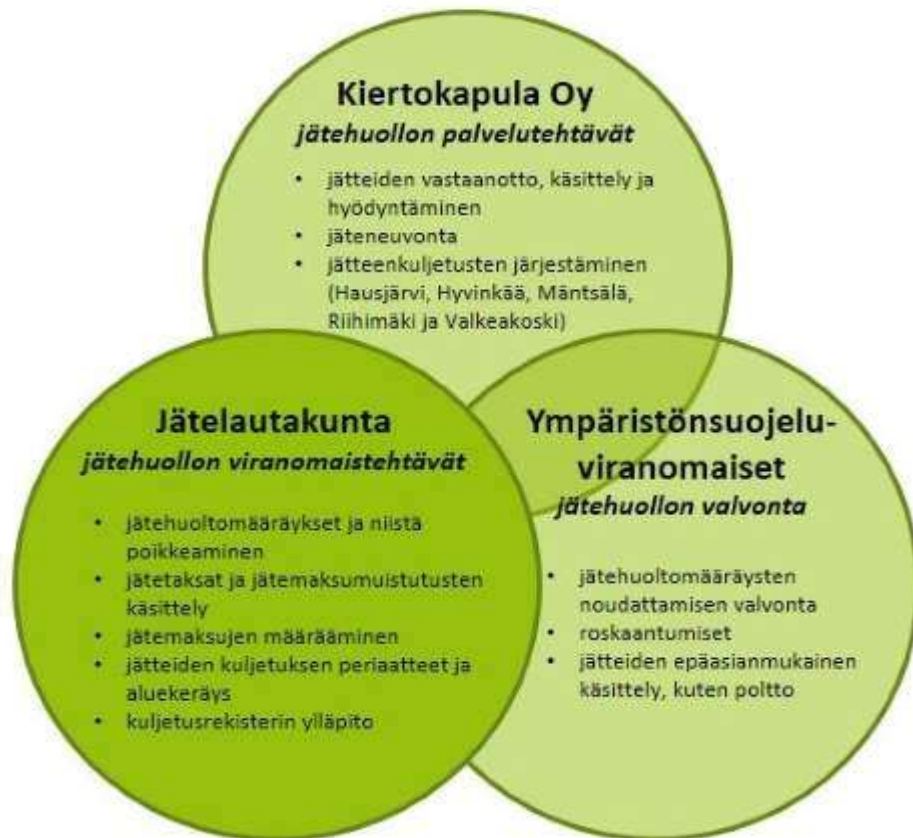 Kiertokapula Oy
jätehuollon palvelutehtävät
• jätteiden vastaanotto, käsittely ja
hyödyntäminen
• jäteneuvonta
• jätteenkuljetusten järjestäminen
(Hausjärvi, Hyvinkää, Mäntsälä,
Riihimäki ja Valkeakoski)
Jätelautakunta
jätehuollon viranomaistehtävät
• jätehuoltomääräykset ja niistä
poikkeaminen
• jätetaksat ja jätemaksumuistutusten
käsittely
• jätemaksujen määrääminen
• jätteiden kuljetuksen periaatteet ja
aluekeräys
• kuljetusrekisterin ylläpito
Ympäristönsuojelu-
viranomaiset
jätehuollon valvonta
• jätehuoltomääräysten
noudattamisen valvonta
• roskaantumiset
• jätteiden epäasianmukainen
käsittely, kuten poltto